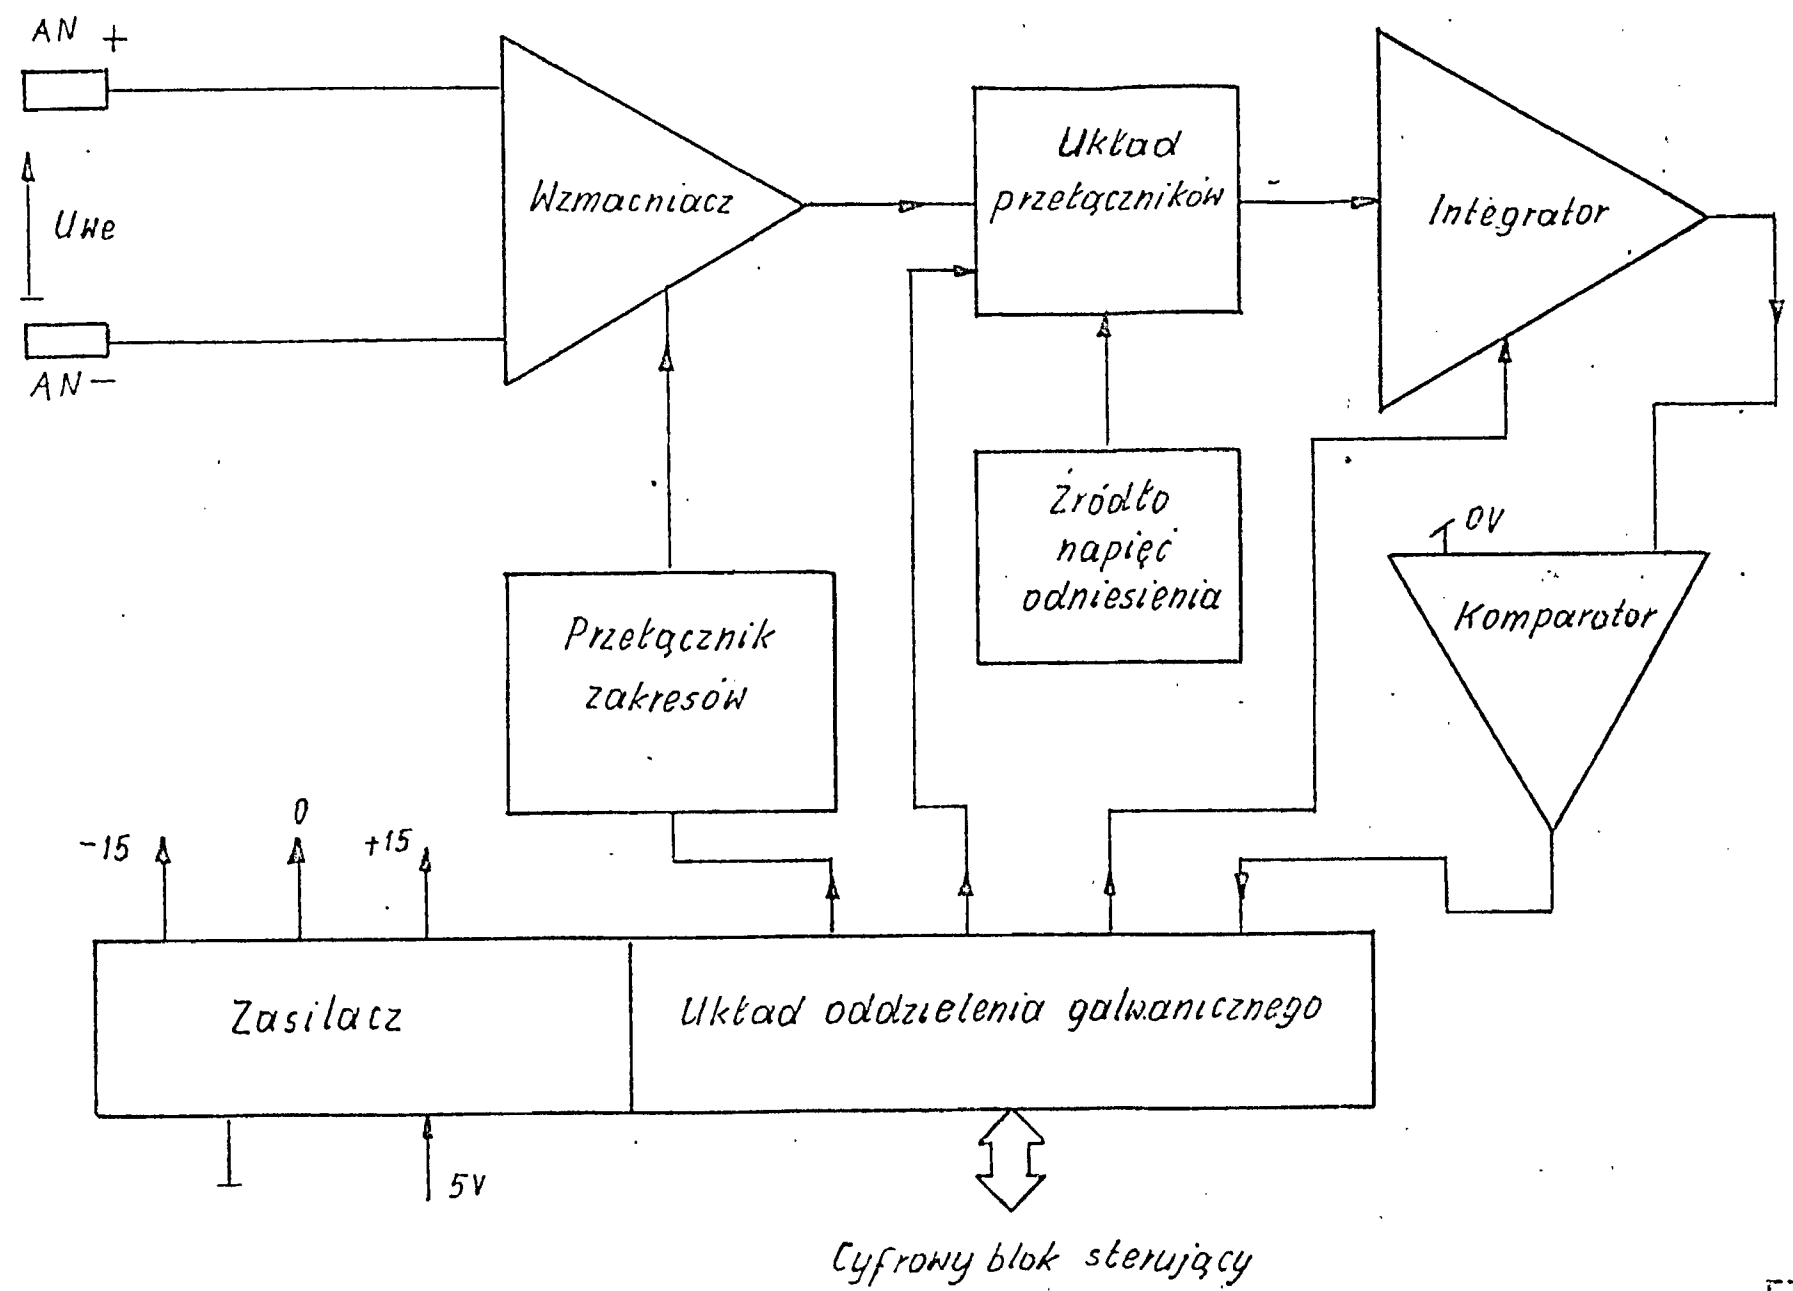 AN +
Uwe
AN –
Wzmacniacz
Układ
przełączników
Integrator
Źródło
napięć
odniesienia
0V
Komparator
Przełącznik
zakresów
-15
0
+15
Zasilacz
Układ oddzielenia galwanicznego
5V
Cyfrowy blok sterujący